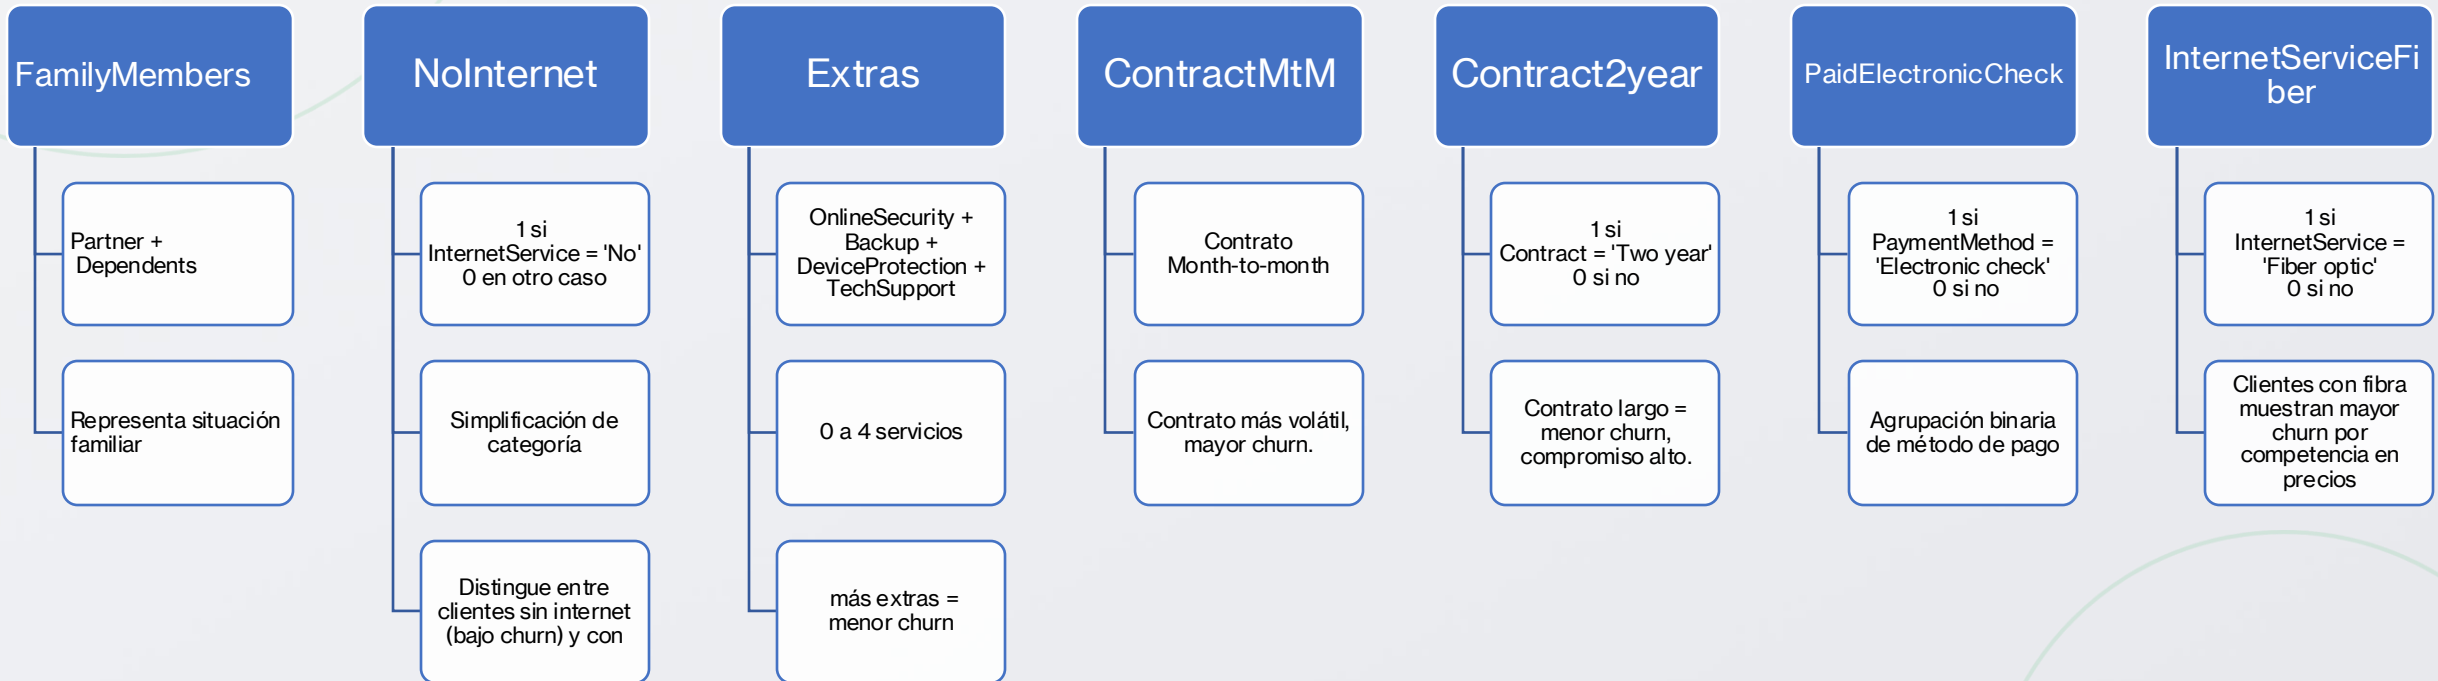 FamilyMembers
Partner +
Dependents
Representa situación
familiar
NoInternet
1 si
InternetService = 'No'
0 en otro caso
Simplificación de
categoría
Distingue entre
clientes sin internet
(bajo churn) y con
Extras
OnlineSecurity +
Backup +
DeviceProtection +
TechSupport
0 a 4 servicios
más extras =
menor churn
ContractMtM
Contrato
Month-to-month
Contrato más volátil,
mayor churn.
Contract2year
1 si
Contract = 'Two year'
0 si no
Contrato largo =
menor churn,
compromiso alto.
PaidElectronicCheck
1 si
PaymentMethod =
'Electronic check'
0 si no
Agrupación binaria
de método de pago
InternetServiceFi
ber
1 si
InternetService =
'Fiber optic'
0 si no
Clientes con fibra
muestran mayor
churn por
competencia en
precios